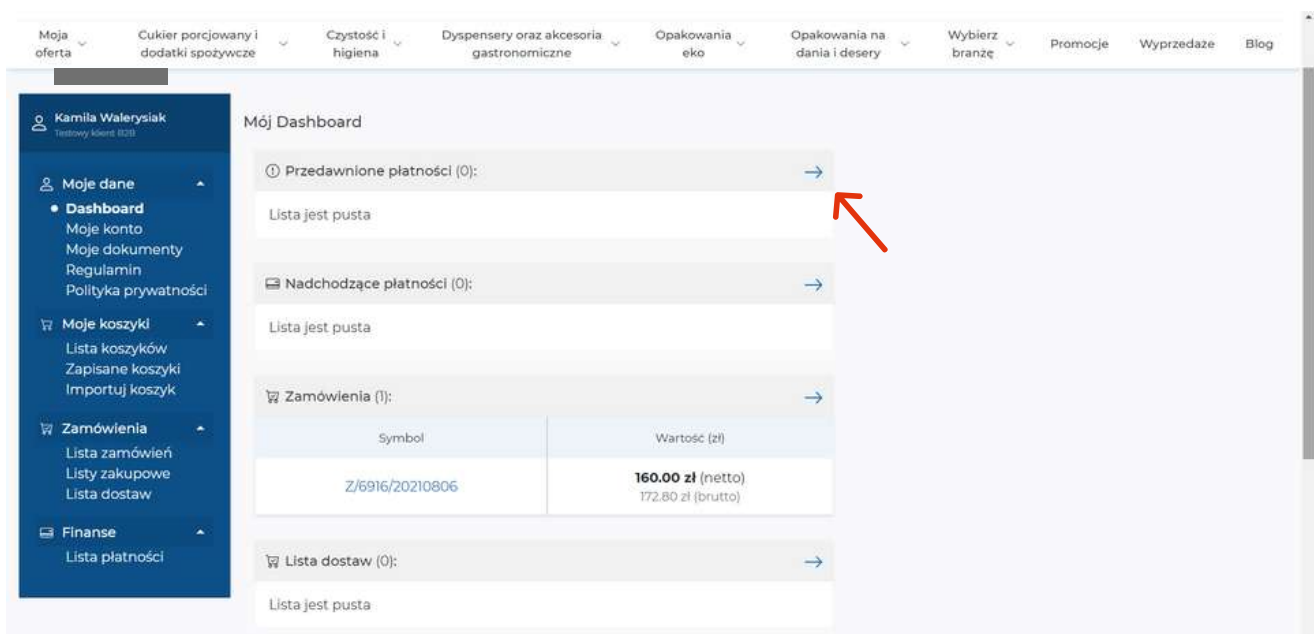 Moja oferta
Cukier porcjowany i dodatki spożywcze
Czystość i higiena
Dyspensery oraz akcesoria gastronomiczne
Opakowania eko
Opakowania na dania i desery
Wybierz branżę
Promocje
Wyprzedaże
Blog
Kamila Walerysiak
Testowy klient B2B
Moje dane
Dashboard
Moje konto
Moje dokumenty
Regulamin
Polityka prywatności
Moje koszyki
Lista koszyków
Zapisane koszyki
Importuj koszyk
Zamówienia
Lista zamówień
Listy zakupowe
Lista dostaw
Finanse
Lista płatności
Mój Dashboard
Przedawnione płatności (0):
Lista jest pusta
Nadchodzące płatności (0):
Lista jest pusta
Zamówienia (1):
Symbol
Wartość (zł)
Z/6916/20210806
160.00 zł (netto)
172.80 zł (brutto)
Lista dostaw (0):
Lista jest pusta